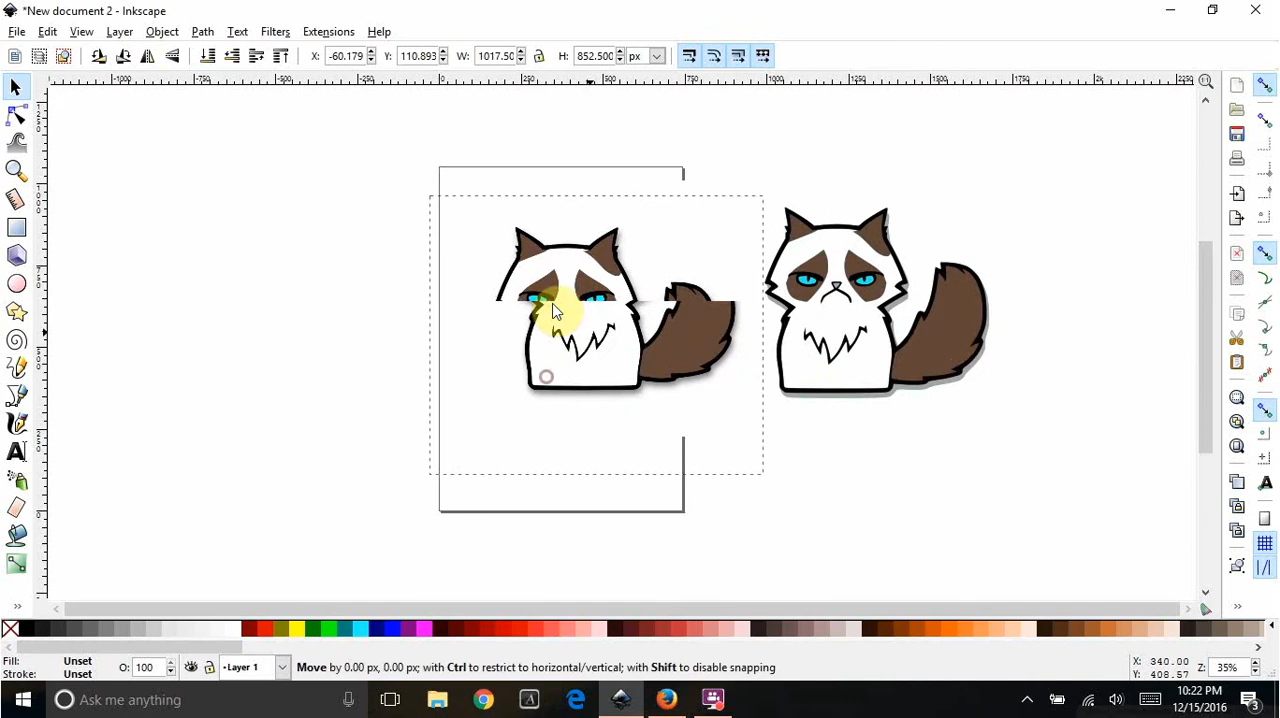 *New document 2 - Inkscape
File Edit View Layer Object Path Text Filters Extensions Help
X: -60.179 Y: 110.893 W: 1017.50 H: 852.500 px
Fill: Unset
Stroke: Unset
O: 100
Layer 1
Move by 0.00 px, 0.00 px; with Ctrl to restrict to horizontal/vertical; with Shift to disable snapping
X: 340.00
Y: 408.57
Z: 35%
Ask me anything
10:22 PM
12/15/2016
3